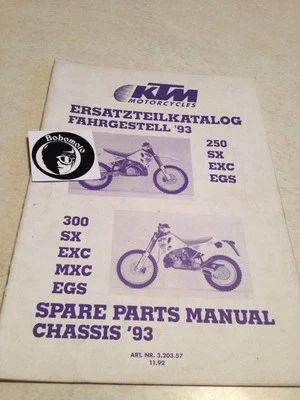 KTM
MOTORCYCLES
ERSATZTEILKATALOG
FAHRGESTELL '93
Bobomoto
250
SX
EXC
EGS
300
SX
EXC
MXC
EGS
SPARE PARTS MANUAL
CHASSIS '93
ART. NR. 3.203.57
11.92